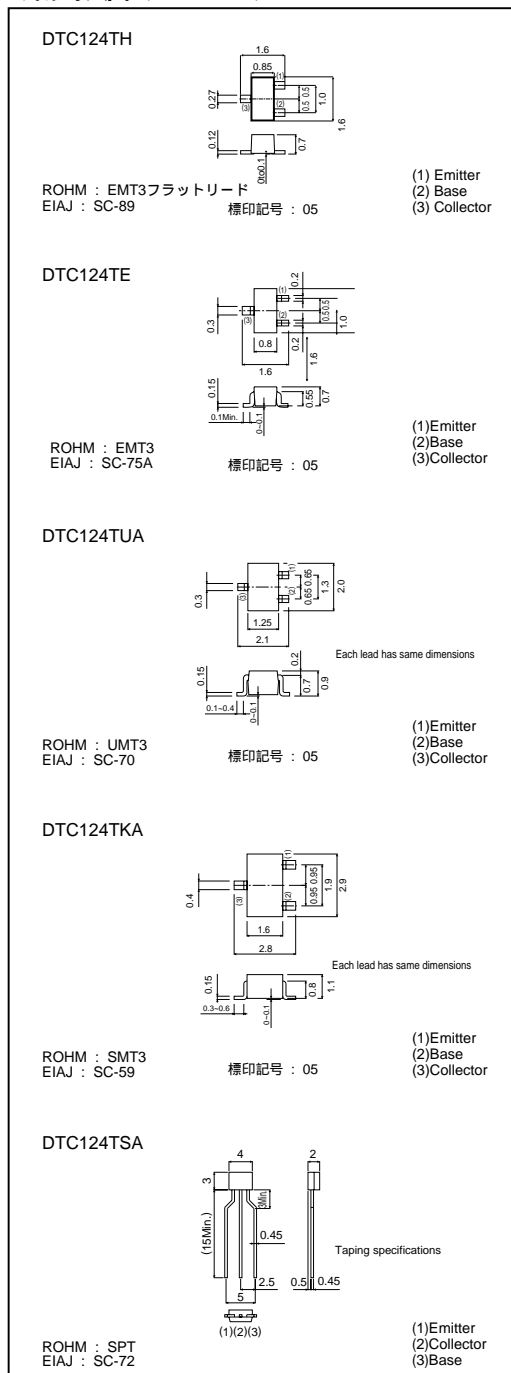 DTC124TH
1.6
0.85
(1)
0.27
(3)
0.5
0.5
1.0
1.6
(2)
0.12
0to0.1
0.7
ROHM : EMT3フラットリード
EIAJ : SC-89
標印記号 : 05
(1) Emitter
(2) Base
(3) Collector
DTC124TE
0.2
(1)
0.3
(3)
0.5
0.5
1.0
(2)
0.8
0.2
1.6
1.6
0.15
0.1Min.
0~0.1
0.55
0.7
ROHM : EMT3
EIAJ : SC-75A
標印記号 : 05
(1)Emitter
(2)Base
(3)Collector
DTC124TUA
(1)
0.3
(3)
0.65
0.65
1.3
2.0
(2)
1.25
2.1
Each lead has same dimensions
0.2
0.15
0.1~0.4
0~0.1
0.7
0.9
ROHM : UMT3
EIAJ : SC-70
標印記号 : 05
(1)Emitter
(2)Base
(3)Collector
DTC124TKA
(1)
0.4
(3)
0.95
0.95
1.9
2.9
(2)
1.6
2.8
Each lead has same dimensions
0.15
0.3~0.6
0~0.1
0.8
1.1
ROHM : SMT3
EIAJ : SC-59
標印記号 : 05
(1)Emitter
(2)Base
(3)Collector
DTC124TSA
4
2
3
3Min.
(15Min.)
0.45
Taping specifications
2.5
0.5
0.45
5
(1)(2)(3)
ROHM : SPT
EIAJ : SC-72
(1)Emitter
(2)Collector
(3)Base